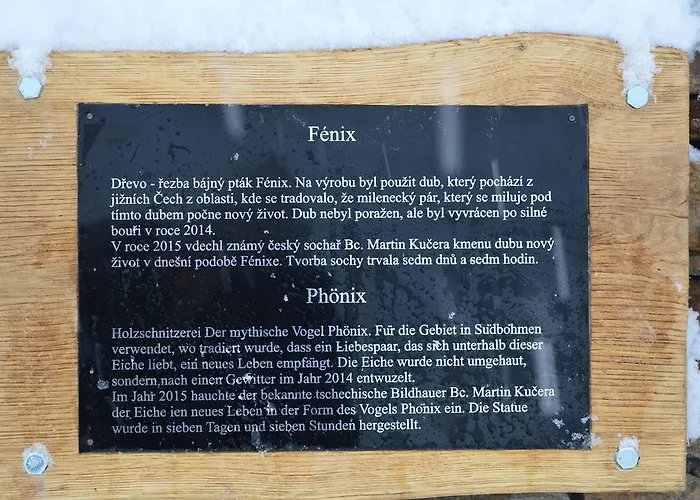 Fénix
Dřevo - řezba bájný pták Fénix. Na výrobu byl použit dub, který pochází z
jižních Čech z oblasti, kde se tradovalo, že milenecký pár, který se miluje pod
tímto dubem počne nový život. Dub nebyl poražen, ale byl vyvrácen po silné
bouři v roce 2014.
V roce 2015 vdechl známý český sochař Bc. Martin Kučera kmenu dubu nový
život v dnešní podobě Fénixe. Tvorba sochy trvala sedm dnů a sedm hodin.
Phönix
Holzschnitzerei Der mythische Vogel Phönix. Für die Gebiet in Südbohmen
verwendet, wo tradiert wurde, dass ein Liebespaar, das sich unterhalb dieser
Eiche liebt, ein neues Leben empfängt. Die Eiche wurde nicht umgehaut,
sondern nach einen Gewitter im Jahr 2014 entwuzelt.
Im Jahr 2015 hauchte der bekannte tschechische Bildhauer Bc. Martin Kučera
der Eiche ien neues Leben in der Form des Vogels Phönix ein. Die Statue
wurde in sieben Tagen und sieben Stunden hergestellt.